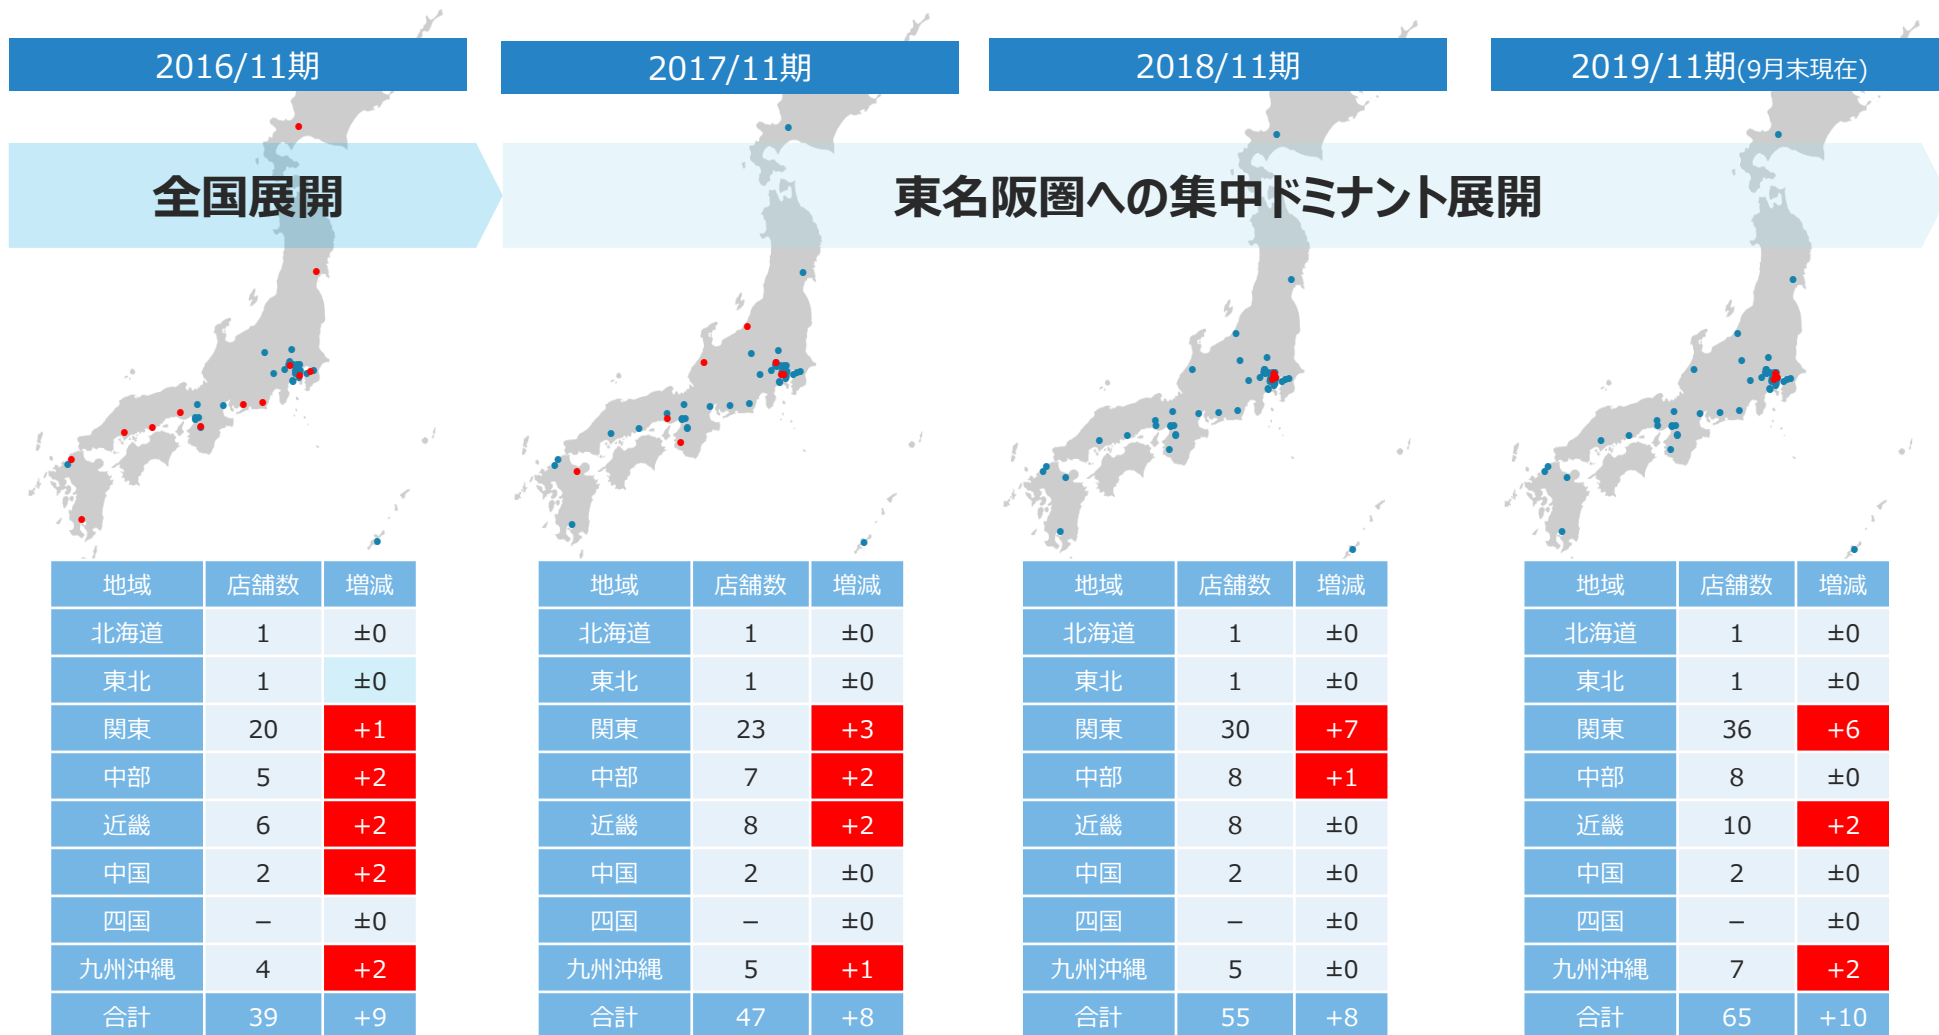 2016/11期
2017/11期
2018/11期
2019/11期(9月末現在)
全国展開
東名阪圏への集中ドミナント展開
地域 店舗数 増減
北海道 1 ±0
東北 1 ±0
関東 20 +1
中部 5 +2
近畿 6 +2
中国 2 +2
四国 – ±0
九州沖縄 4 +2
合計 39 +9
地域 店舗数 増減
北海道 1 ±0
東北 1 ±0
関東 23 +3
中部 7 +2
近畿 8 +2
中国 2 ±0
四国 – ±0
九州沖縄 5 +1
合計 47 +8
地域 店舗数 増減
北海道 1 ±0
東北 1 ±0
関東 30 +7
中部 8 +1
近畿 8 ±0
中国 2 ±0
四国 – ±0
九州沖縄 5 ±0
合計 55 +8
地域 店舗数 増減
北海道 1 ±0
東北 1 ±0
関東 36 +6
中部 8 ±0
近畿 10 +2
中国 2 ±0
四国 – ±0
九州沖縄 7 +2
合計 65 +10